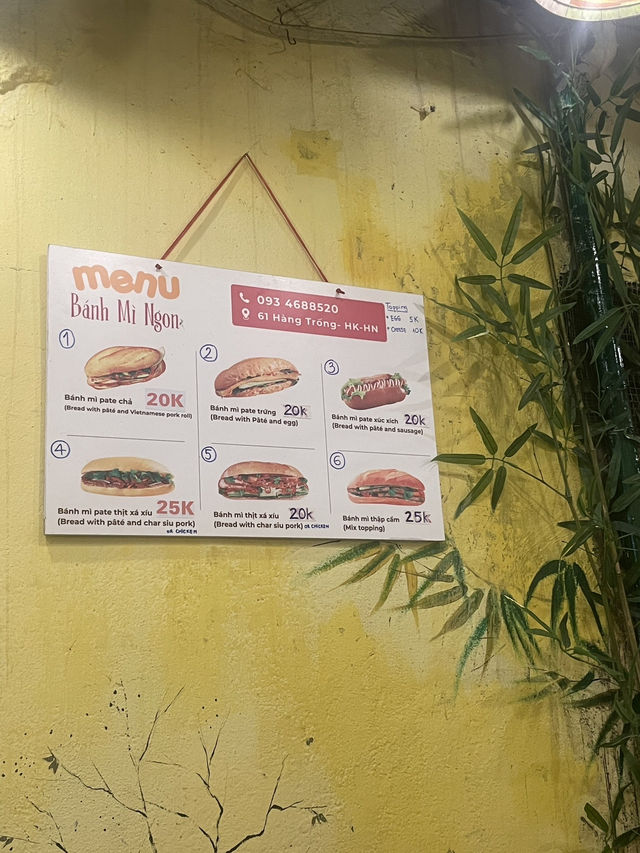 menu
Bánh Mì Ngon
093 4688520
61 Hàng Trống- HK-HN
Topping
+ EGG 5K
+ CHEESE 10K
1
Bánh mì pate chả 20K
(Bread with pâté and Vietnamese pork roll)
2
Bánh mì pate trứng 20k
(Bread with Pâté and egg)
3
Bánh mì pate xúc xích 20k
(Bread with pâté and sausage)
4
Bánh mì pate thịt xá xíu 25K
(Bread with pâté and char siu pork)
OR CHICKEN
5
Bánh mì thịt xá xíu 20k
(Bread with char siu pork) OR CHICKEN
6
Bánh mì thập cẩm 25k
(Mix topping)